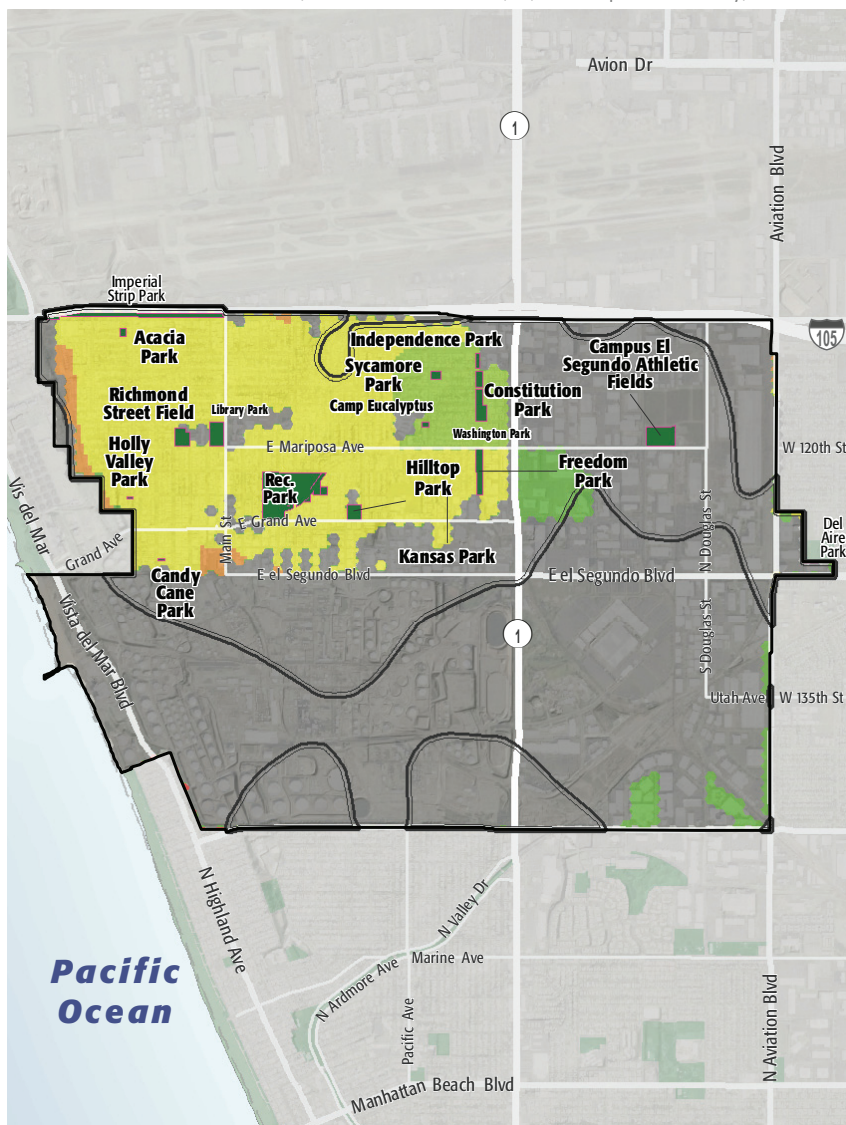 Avion Dr
1
Aviation Blvd
Imperial
Strip Park
105
Acacia
Park
Independence Park
Sycamore
Park
Campus El
Segundo Athletic
Fields
Richmond
Street Field
Library Park
Camp Eucalyptus
Constitution
Park
Washington Park
Holly
Valley
Park
E Mariposa Ave
W 120th St
Rec.
Park
Hilltop
Park
Freedom
Park
Vis del Mar
Grand Ave
Main St
E Grand Ave
N Douglas St
Del
Aire
Park
Kansas Park
Candy
Cane
Park
E el Segundo Blvd
E el Segundo Blvd
Vista del Mar Blvd
1
S Douglas St
Utah Ave
W 135th St
N Highland Ave
N Valley Dr
Marine Ave
N Ardmore Ave
Pacific Ave
Pacific
Ocean
N Aviation Blvd
Manhattan Beach Blvd